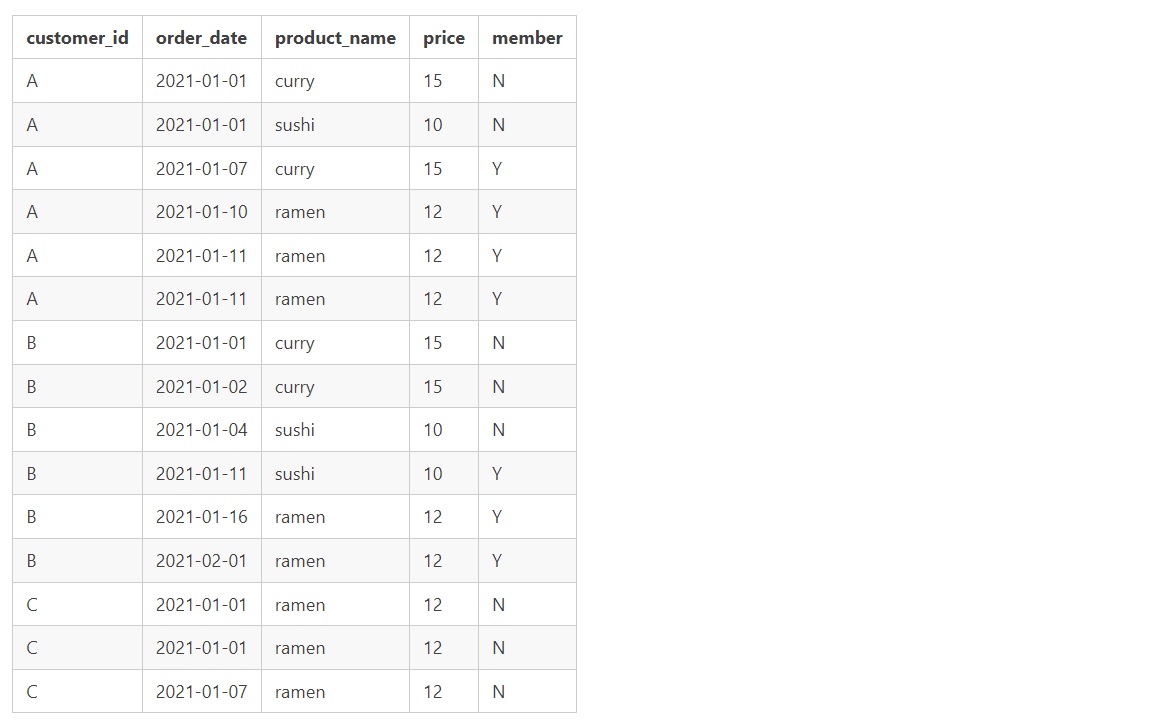 customer_id order_date product_name price member
A 2021-01-01 curry 15 N
A 2021-01-01 sushi 10 N
A 2021-01-07 curry 15 Y
A 2021-01-10 ramen 12 Y
A 2021-01-11 ramen 12 Y
A 2021-01-11 ramen 12 Y
B 2021-01-01 curry 15 N
B 2021-01-02 curry 15 N
B 2021-01-04 sushi 10 N
B 2021-01-11 sushi 10 Y
B 2021-01-16 ramen 12 Y
B 2021-02-01 ramen 12 Y
C 2021-01-01 ramen 12 N
C 2021-01-01 ramen 12 N
C 2021-01-07 ramen 12 N